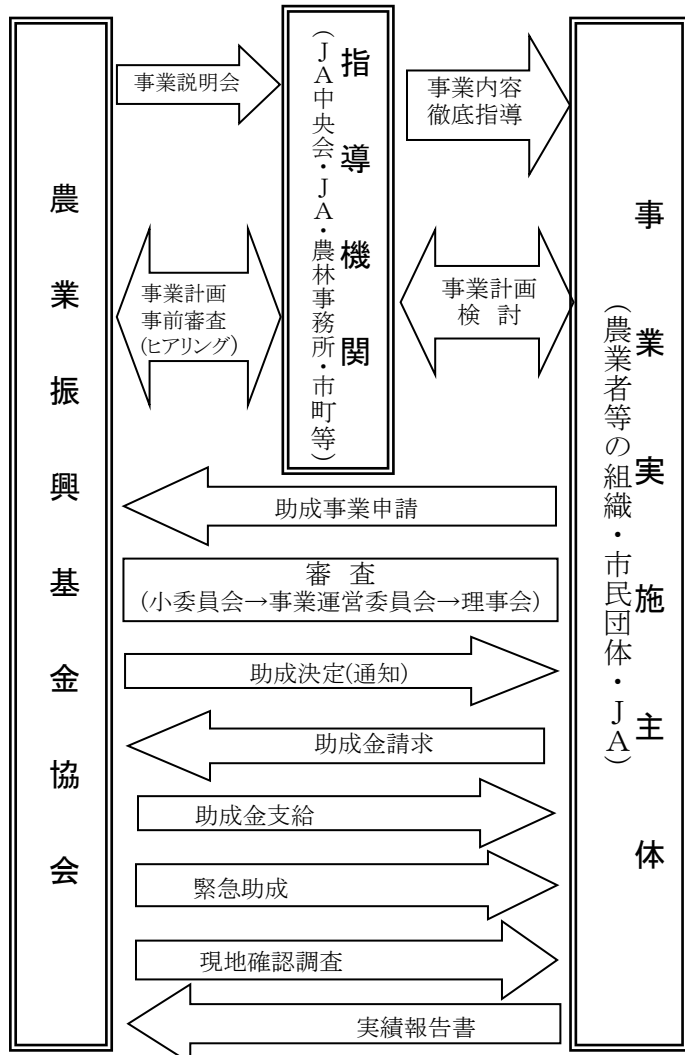 農業振興基金協会
指導機関
(JA中央会・JA・農林事務所・市町等)
事業実施主体
(農業者等の組織・市民団体・JA)
事業説明会
事業内容
徹底指導
事業計画
事前審査
(ヒアリング)
事業計画
検 討
助成事業申請
審 査
(小委員会→事業運営委員会→理事会)
助成決定(通知)
助成金請求
助成金支給
緊急助成
現地確認調査
実績報告書